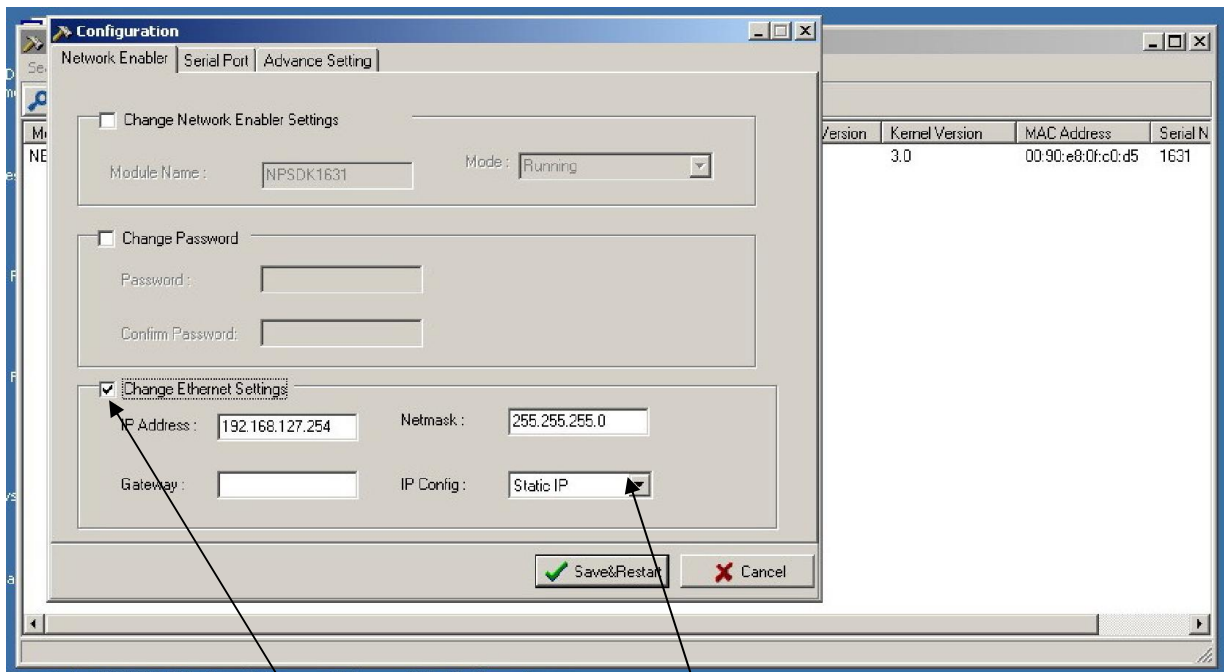 Configuration
Network Enabler Serial Port Advance Setting
Change Network Enabler Settings
Module Name : NPSDK1631 Mode : Running
Version Kernel Version MAC Address Serial N
3.0 00:90:e8:0f:c0:d5 1631
Change Password
Password :
Confirm Password:
Change Ethernet Settings
IP Address : 192.168.127.254 Netmask : 255.255.255.0
Gateway : IP Config : Static IP
Save&Restart Cancel